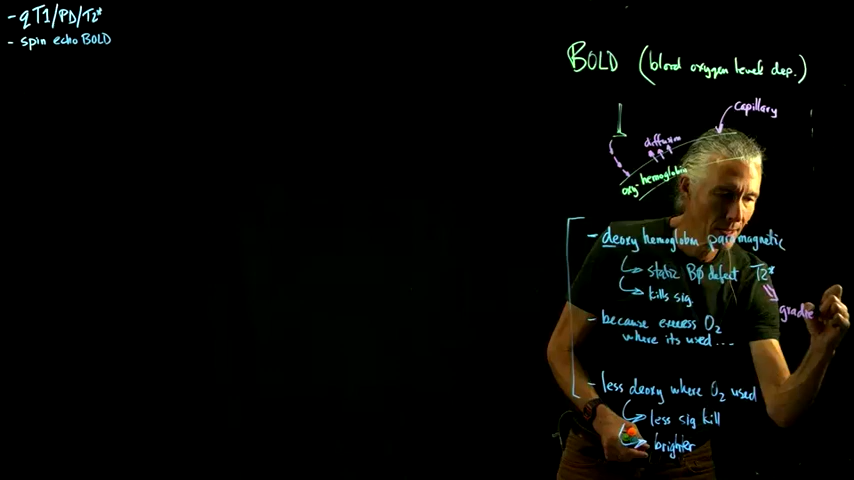 - qT1/PD/T2*
- spin echo BOLD
BOLD (blood oxygen level dep.)
capillary
diffusion
oxy-hemoglobin
- deoxy hemoglobin paramagnetic
static BØ defect T2*
kills sig.
gradie
- because excess O2
where its used...
- less deoxy where O2 used
less sig kill
brighter